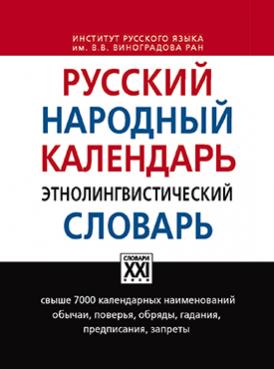 ИНСТИТУТ РУССКОГО ЯЗЫКА
им. В.В. ВИНОГРАДОВА РАН
РУССКИЙ
НАРОДНЫЙ
КАЛЕНДАРЬ
ЭТНОЛИНГВИСТИЧЕСКИЙ
СЛОВАРЬ
СЛОВАРИ
XXI
ВЕКА
свыше 7000 календарных наименований
обычаи, поверья, обряды, гадания,
предписания, запреты